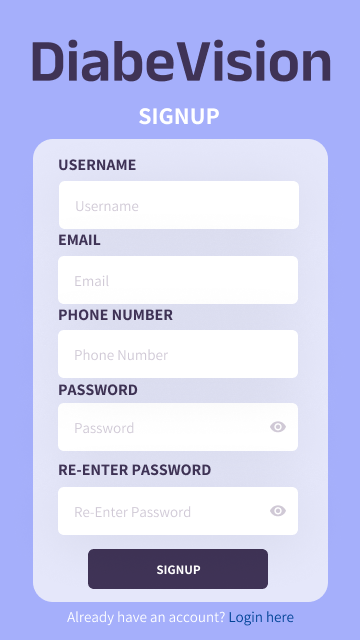 DiabeVision
SIGNUP
USERNAME
Username
EMAIL
Email
PHONE NUMBER
Phone Number
PASSWORD
Password
RE-ENTER PASSWORD
Re-Enter Password
SIGNUP
Already have an account? Login here